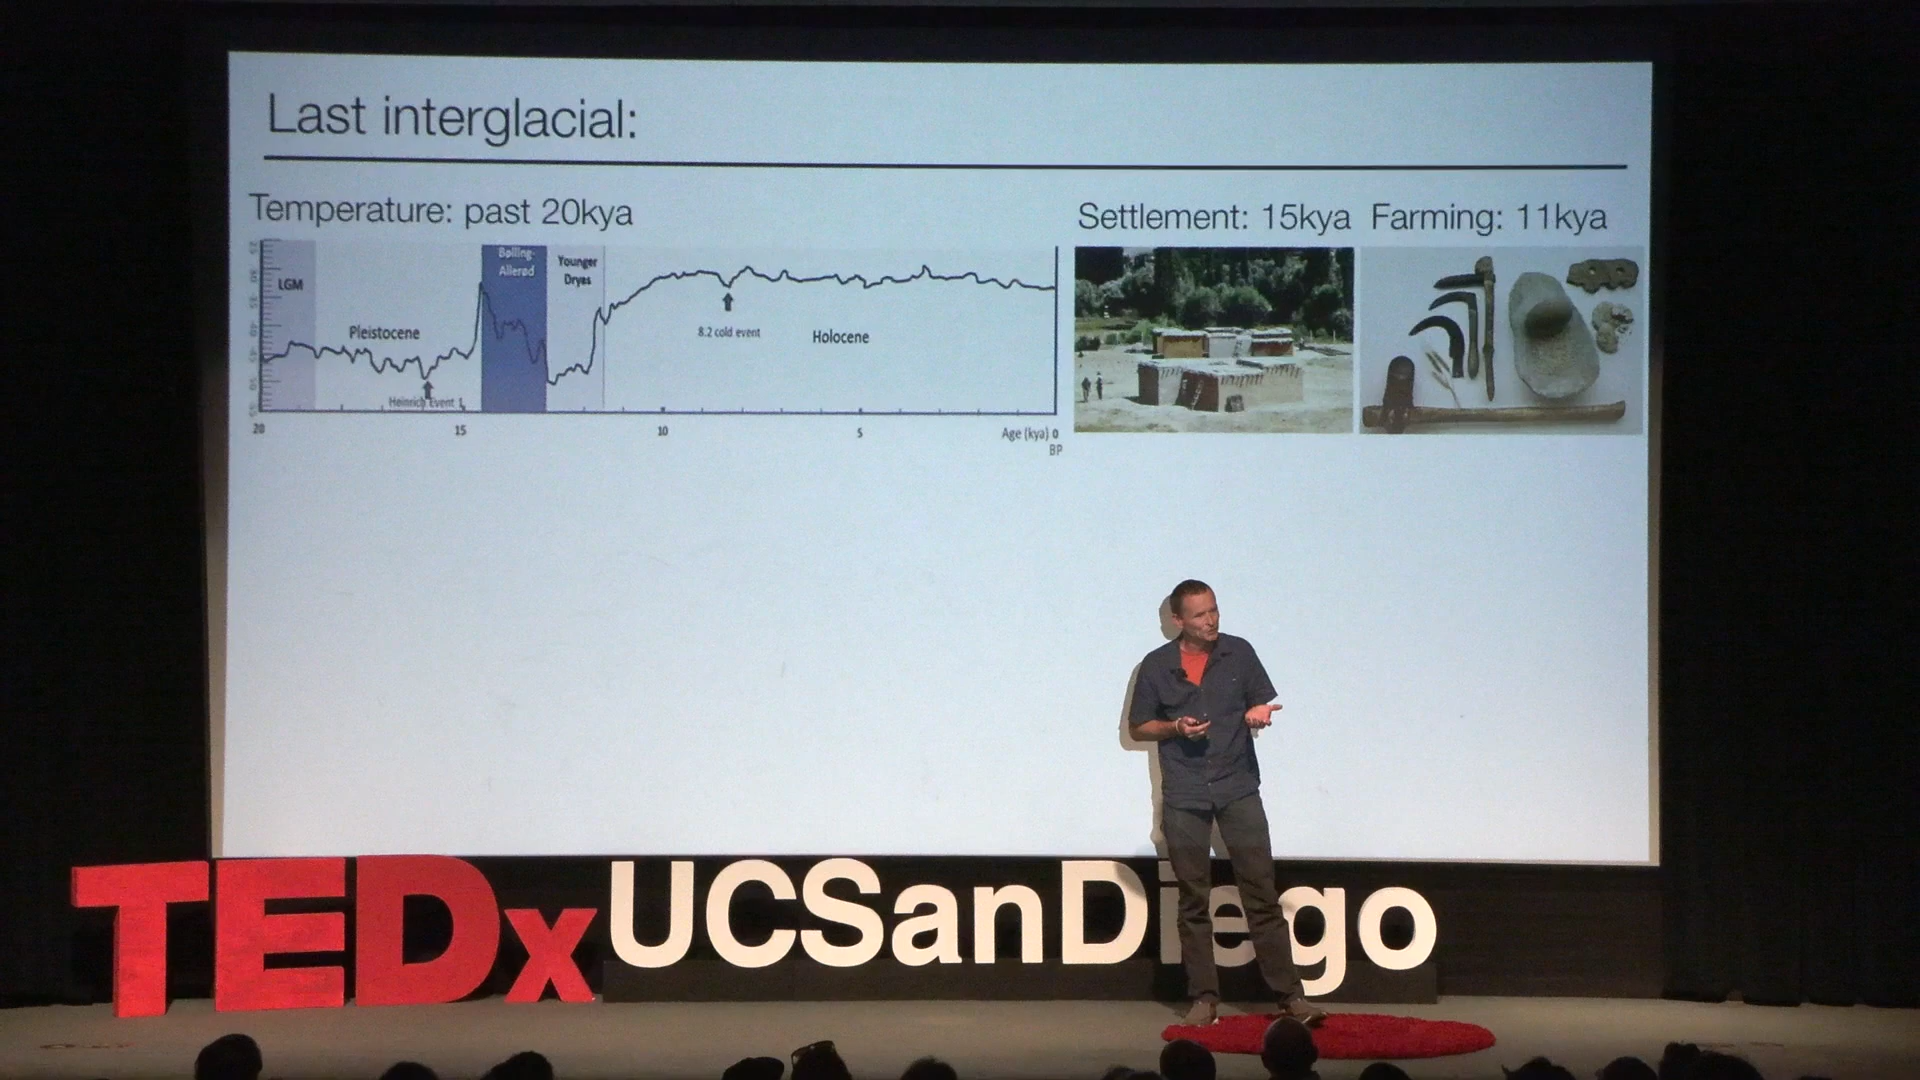 Last interglacial:
Temperature: past 20kya
Settlement: 15kya
Farming: 11kya
LGM
Bølling-
Allerød
Younger
Dryas
Pleistocene
8.2 cold event
Holocene
Heinrich Event 1
20
15
10
5
Age (kya) 0
BP
TEDxUCSanDiego